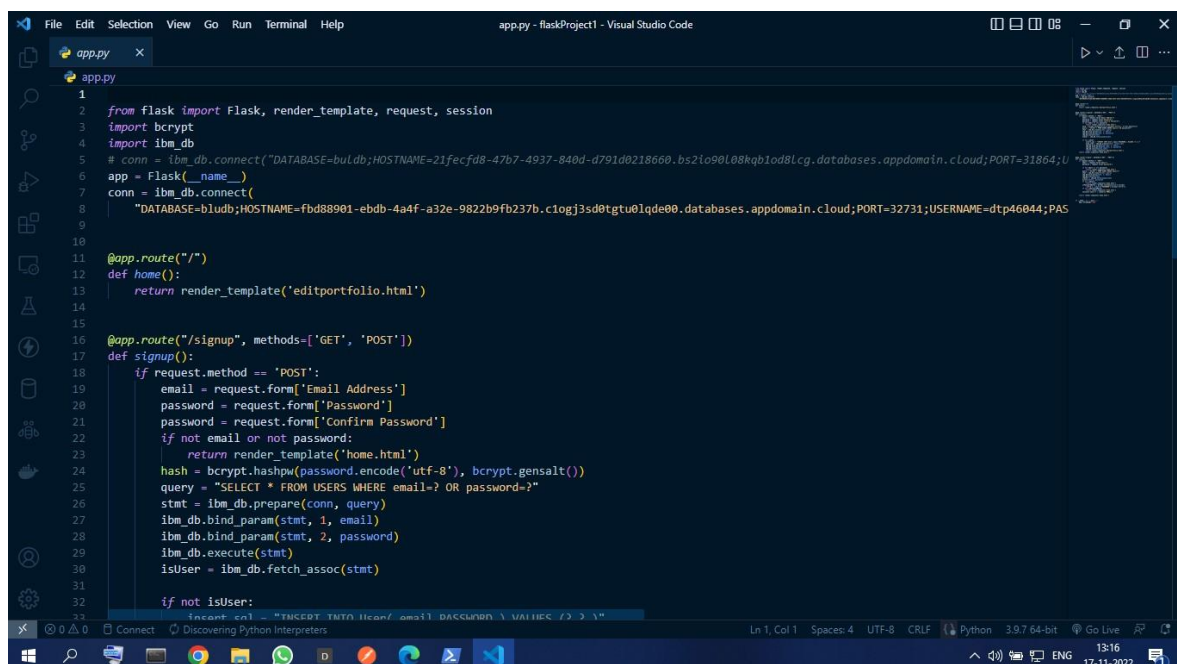 File Edit Selection View Go Run Terminal Help app.py - flaskProject1 - Visual Studio Code
app.py
app.py
1
2 from flask import Flask, render_template, request, session
3 import bcrypt
4 import ibm_db
5 # conn = ibm_db.connect("DATABASE=buldb;HOSTNAME=21fecfd8-47b7-4937-840d-d791d0218660.bs2io90l08kqb1od8lcg.databases.appdomain.cloud;PORT=31864;U
6 app = Flask(__name__)
7 conn = ibm_db.connect(
8 "DATABASE=bludb;HOSTNAME=fbd88901-ebdb-4a4f-a32e-9822b9fb237b.c1ogj3sd0tgtu0lqde00.databases.appdomain.cloud;PORT=32731;USERNAME=dtp46044;PAS
9
10
11 @app.route("/")
12 def home():
13 return render_template('editportfolio.html')
14
15
16 @app.route("/signup", methods=['GET', 'POST'])
17 def signup():
18 if request.method == 'POST':
19 email = request.form['Email Address']
20 password = request.form['Password']
21 password = request.form['Confirm Password']
22 if not email or not password:
23 return render_template('home.html')
24 hash = bcrypt.hashpw(password.encode('utf-8'), bcrypt.gensalt())
25 query = "SELECT * FROM USERS WHERE email=? OR password=?"
26 stmt = ibm_db.prepare(conn, query)
27 ibm_db.bind_param(stmt, 1, email)
28 ibm_db.bind_param(stmt, 2, password)
29 ibm_db.execute(stmt)
30 isUser = ibm_db.fetch_assoc(stmt)
31
32 if not isUser:
33 insert_sql = "INSERT INTO User( email,PASSWORD ) VALUES (?,?,)"
0 0 Connect Discovering Python Interpreters Ln 1, Col 1 Spaces: 4 UTF-8 CRLF Python 3.9.7 64-bit Go Live
ENG 13:16
17-11-2022